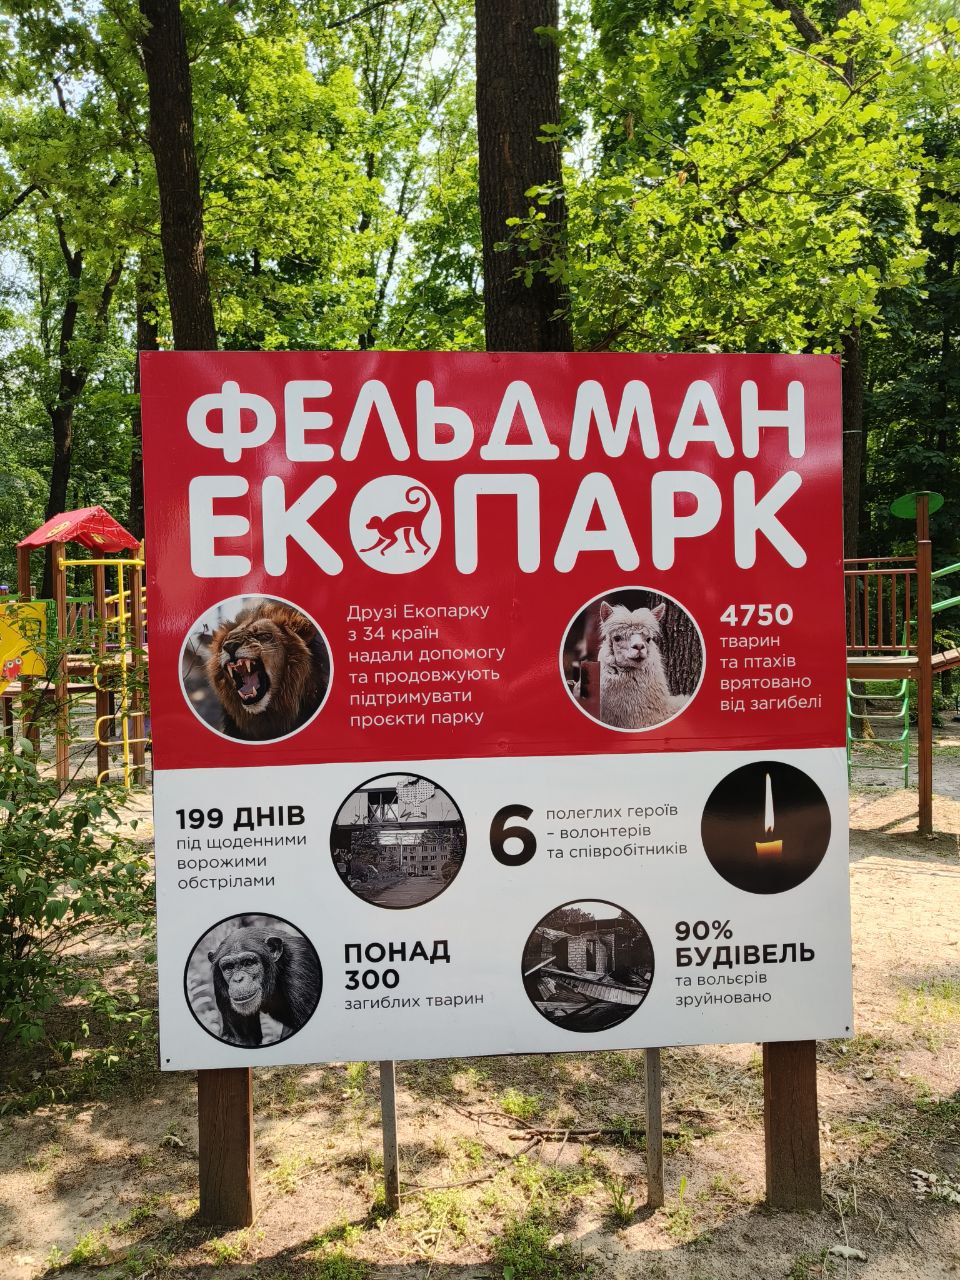 ФЕЛЬДМАН
ЕКОПАРК
Друзі Екопарку
з 34 країн
надали допомогу
та продовжують
підтримувати
проєкти парку
4750
тварин
та птахів
врятовано
від загибелі
199 ДНІВ
під щоденними
ворожими
обстрілами
6
полеглих героїв
– волонтерів
та співробітників
ПОНАД
300
загиблих тварин
90%
БУДІВЕЛЬ
та вольєрів
зруйновано